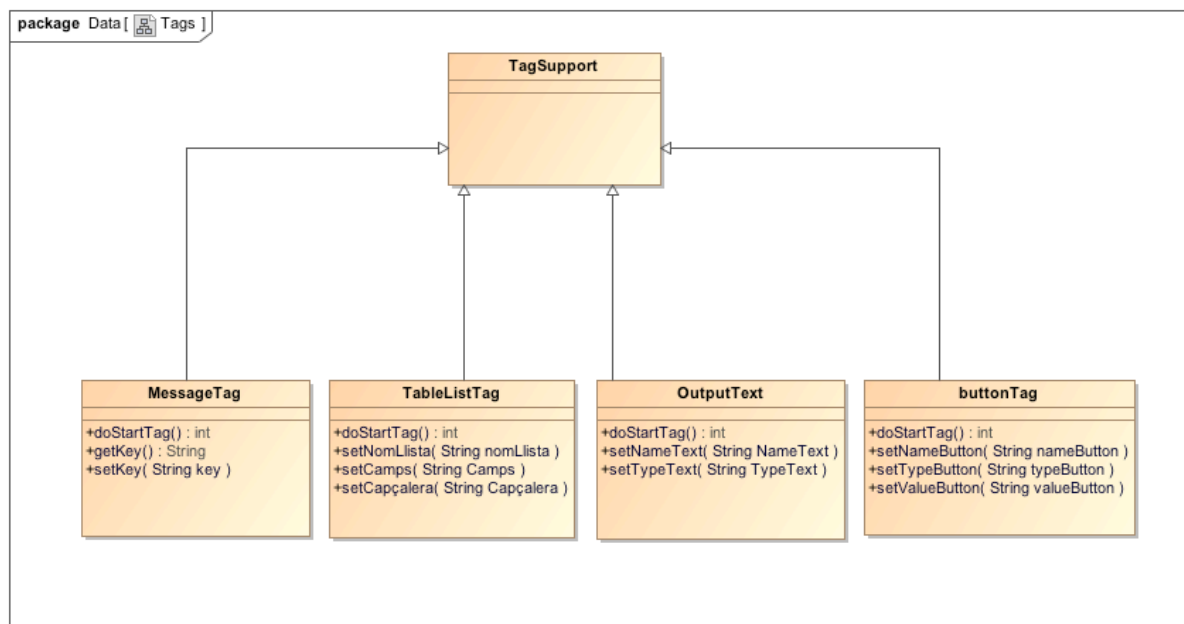 package Data [ Tags ]
TagSupport
MessageTag
+doStartTag() : int
+getKey() : String
+setKey( String key )
TableListTag
+doStartTag() : int
+setNomLlista( String nomLlista )
+setCamps( String Camps )
+setCapçalera( String Capçalera )
OutputText
+doStartTag() : int
+setNameText( String NameText )
+setTypeText( String TypeText )
buttonTag
+doStartTag() : int
+setNameButton( String nameButton )
+setTypeButton( String typeButton )
+setValueButton( String valueButton )